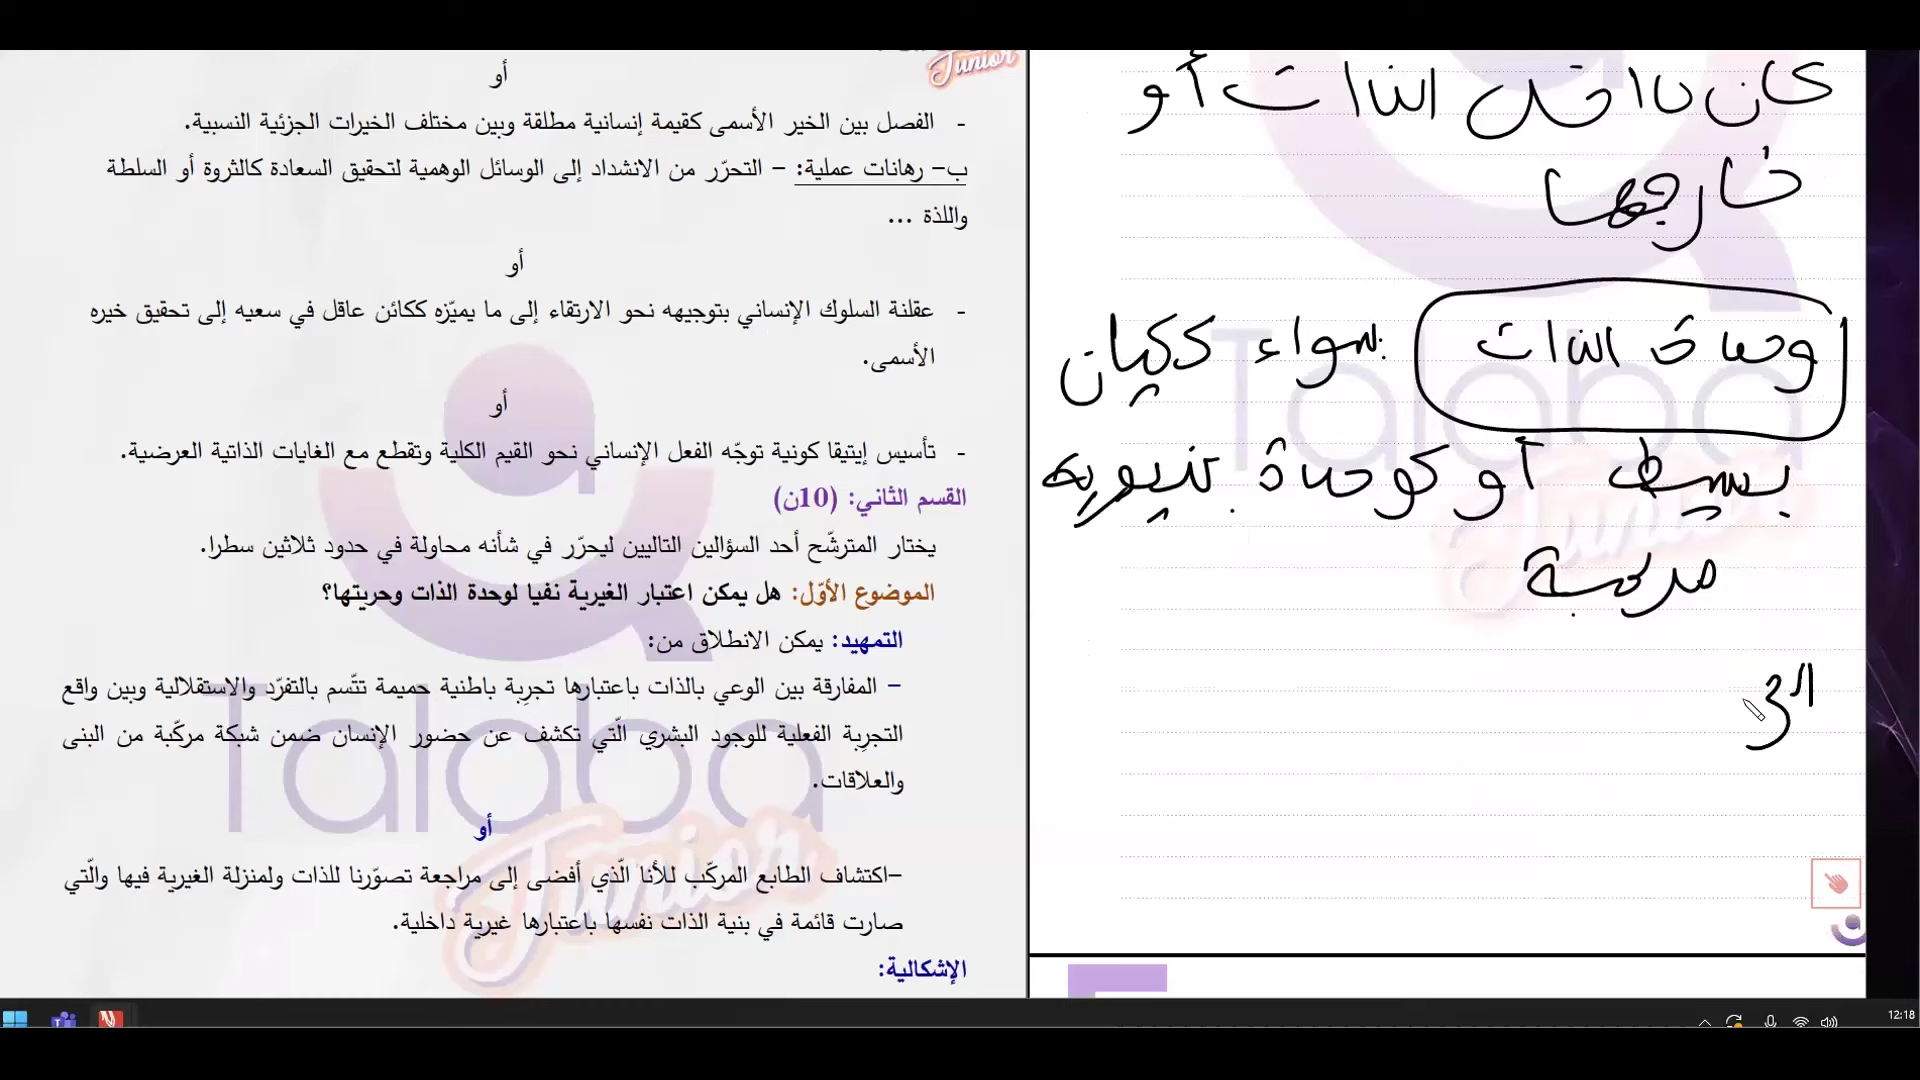 Junior
أو
- الفصل بين الخير الأسمى كقيمة إنسانية مطلقة وبين مختلف الخيرات الجزئية النسبية.
ب- رهانات عملية: - التحرّر من الانشداد إلى الوسائل الوهمية لتحقيق السعادة كالثروة أو السلطة
واللذة ...
أو
- عقلنة السلوك الإنساني بتوجيهه نحو الارتقاء إلى ما يميّزه ككائن عاقل في سعيه إلى تحقيق خيره
الأسمى.
أو
- تأسيس إيتيقا كونية توجّه الفعل الإنساني نحو القيم الكلية وتقطع مع الغايات الذاتية العرضية.
القسم الثاني: (10ن)
يختار المترشّح أحد السؤالين التاليين ليحرّر في شأنه محاولة في حدود ثلاثين سطرا.
الموضوع الأوّل: هل يمكن اعتبار الغيرية نفيا لوحدة الذات وحريتها؟
التمهيد: يمكن الانطلاق من:
- المفارقة بين الوعي بالذات باعتبارها تجربة باطنية حميمة تتّسم بالتفرّد والاستقلالية وبين واقع
التجربة الفعلية للوجود البشري الّتي تكشف عن حضور الإنسان ضمن شبكة مركّبة من البنى
والعلاقات.
أو
-اكتشاف الطابع المركّب للأنا الّذي أفضى إلى مراجعة تصوّرنا للذات ولمنزلة الغيرية فيها والّتي
صارت قائمة في بنية الذات نفسها باعتبارها غيرية داخلية.
الإشكالية:
Talaba
Junior
كان داخل الذات أو
خارجها
وحدة الذات سواء ككيان
بسيط أو كوحدة بنيوية
مركبة
Talaba
Junior
12:18